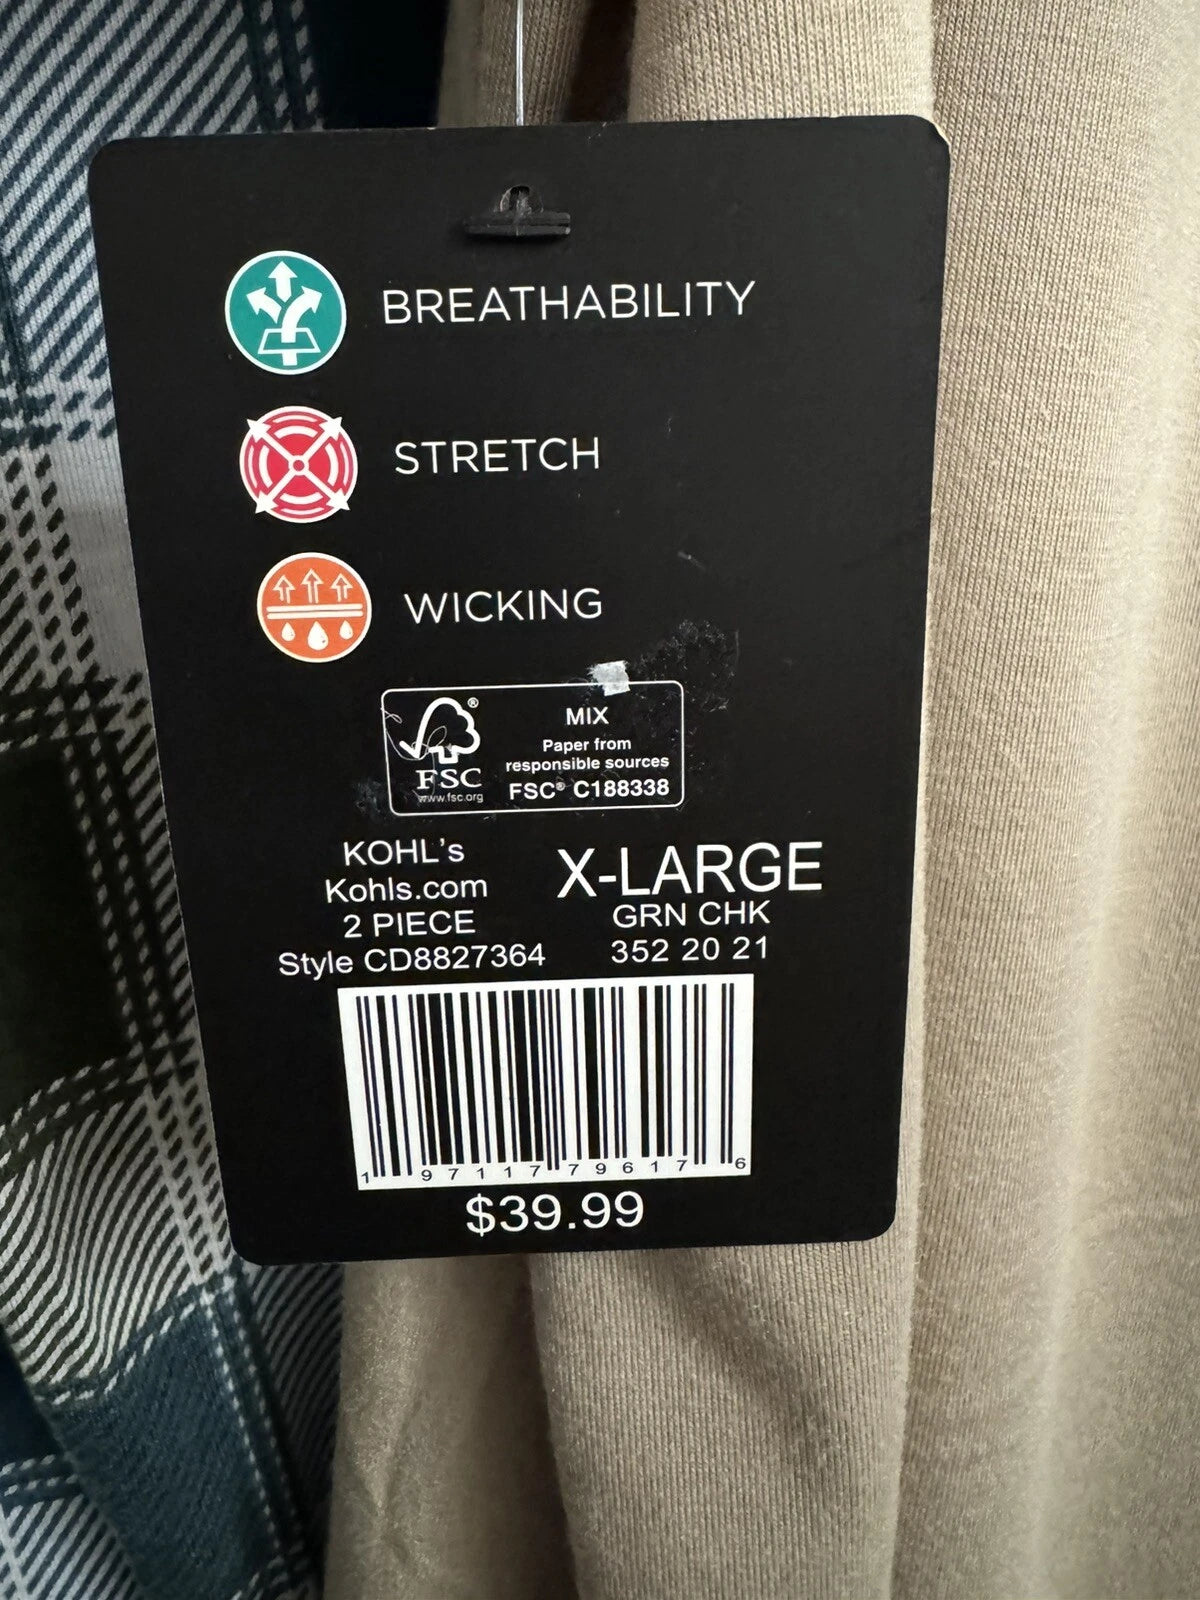 BREATHABILITY
STRETCH
WICKING
FSC®
www.fsc.org
MIX
Paper from
responsible sources
FSC® C188338
KOHL's
Kohls.com
2 PIECE
Style CD8827364
X-LARGE
GRN CHK
352 20 21
1 97117 79617 6
$39.99